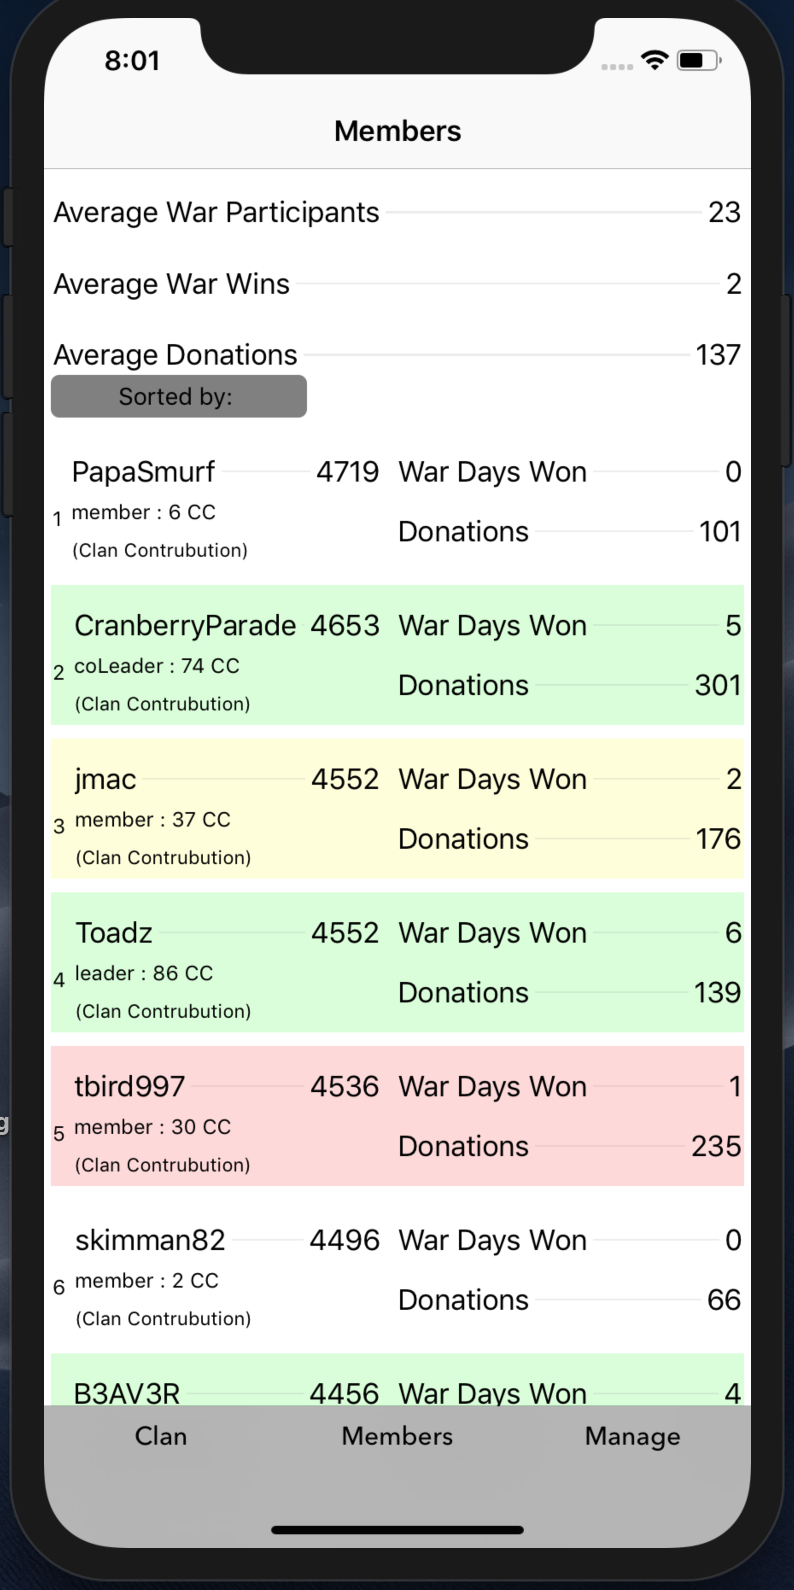 8:01
Members
Average War Participants 23
Average War Wins 2
Average Donations 137
Sorted by:
PapaSmurf 4719 War Days Won 0
1 member : 6 CC
(Clan Contrubution)
Donations 101
CranberryParade 4653 War Days Won 5
2 coLeader : 74 CC
(Clan Contrubution)
Donations 301
jmac 4552 War Days Won 2
3 member : 37 CC
(Clan Contrubution)
Donations 176
Toadz 4552 War Days Won 6
4 leader : 86 CC
(Clan Contrubution)
Donations 139
tbird997 4536 War Days Won 1
5 member : 30 CC
(Clan Contrubution)
Donations 235
skimman82 4496 War Days Won 0
6 member : 2 CC
(Clan Contrubution)
Donations 66
B3AV3R 4456 War Days Won 4
Clan Members Manage
g